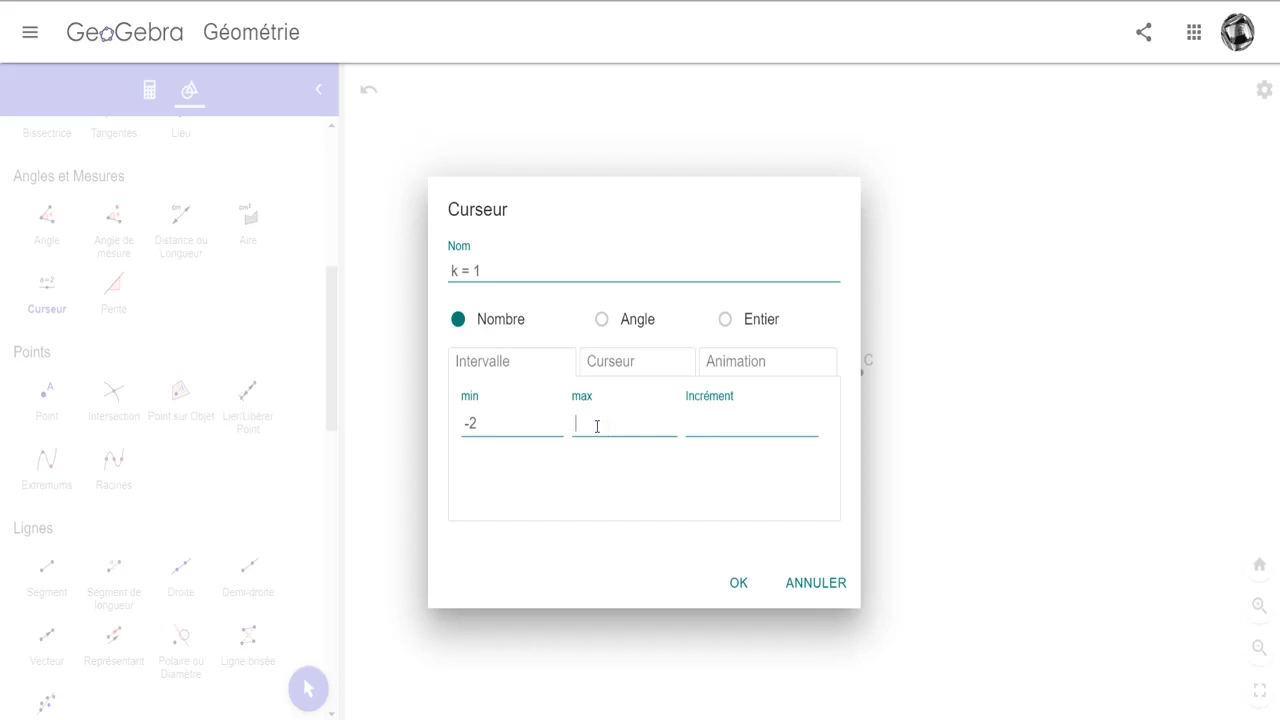 GeoGebra Géométrie
Bissectrice Tangentes Lieu
Angles et Mesures
cm cm²
Angle Angle de mesure Distance ou Longueur Aire
a=2
Curseur Pente
Points
A
Point Intersection Point sur Objet Lier/Libérer Point
Extremums Racines
Lignes
Segment Segment de longueur Droite Demi-droite
Vecteur Représentant Polaire ou Diamètre Ligne brisée
Curseur
Nom
k = 1
Nombre Angle Entier
Intervalle Curseur Animation
min max Incrément
-2
OK ANNULER
C